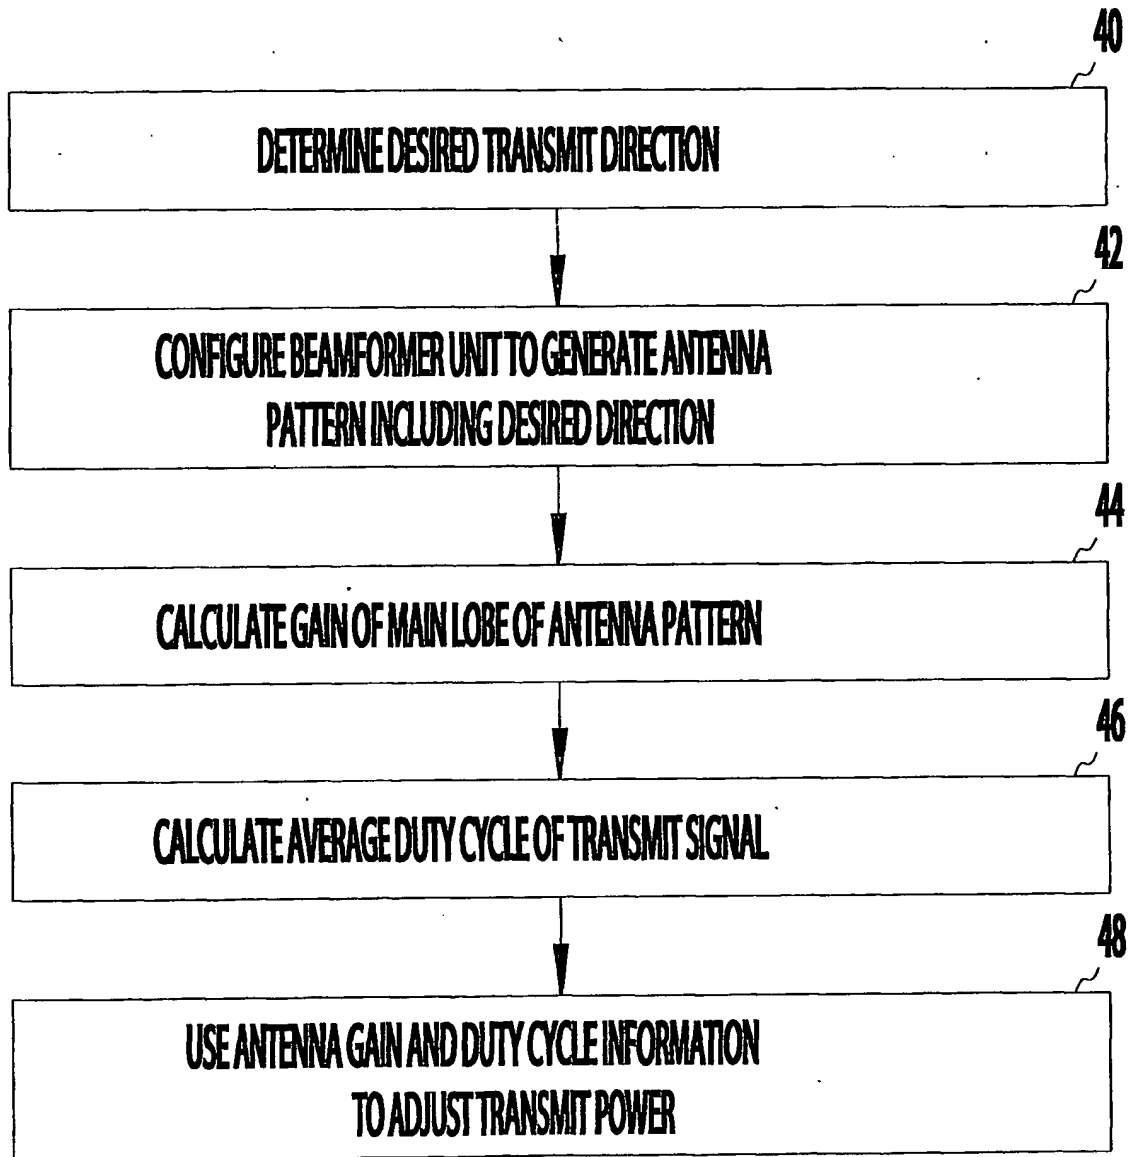 40
DETERMINE DESIRED TRANSMIT DIRECTION
42
CONFIGURE BEAMFORMER UNIT TO GENERATE ANTENNA
PATTERN INCLUDING DESIRED DIRECTION
44
CALCULATE GAIN OF MAIN LOBE OF ANTENNA PATTERN
46
CALCULATE AVERAGE DUTY CYCLE OF TRANSMIT SIGNAL
48
USE ANTENNA GAIN AND DUTY CYCLE INFORMATION
TO ADJUST TRANSMIT POWER